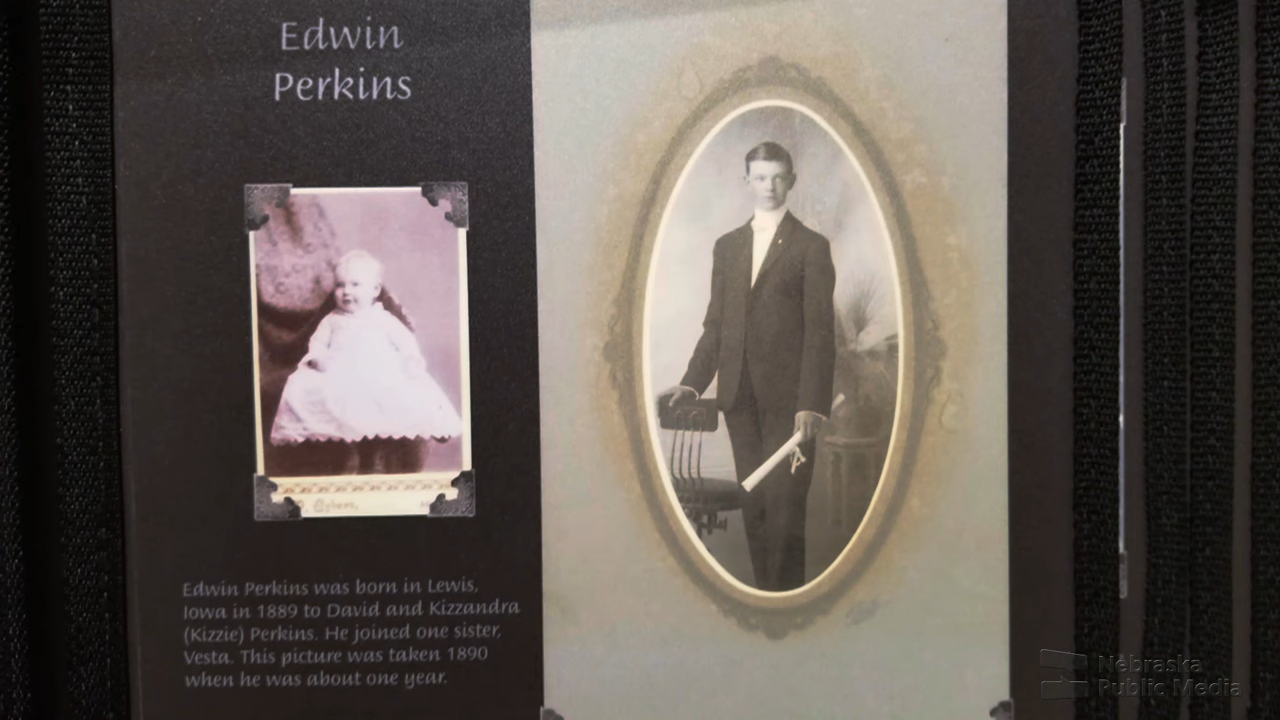 Edwin
Perkins
Edwin Perkins was born in Lewis,
Iowa in 1889 to David and Kizzandra
(Kizzie) Perkins. He joined one sister,
Vesta. This picture was taken 1890
when he was about one year.
Nebraska
Public Media